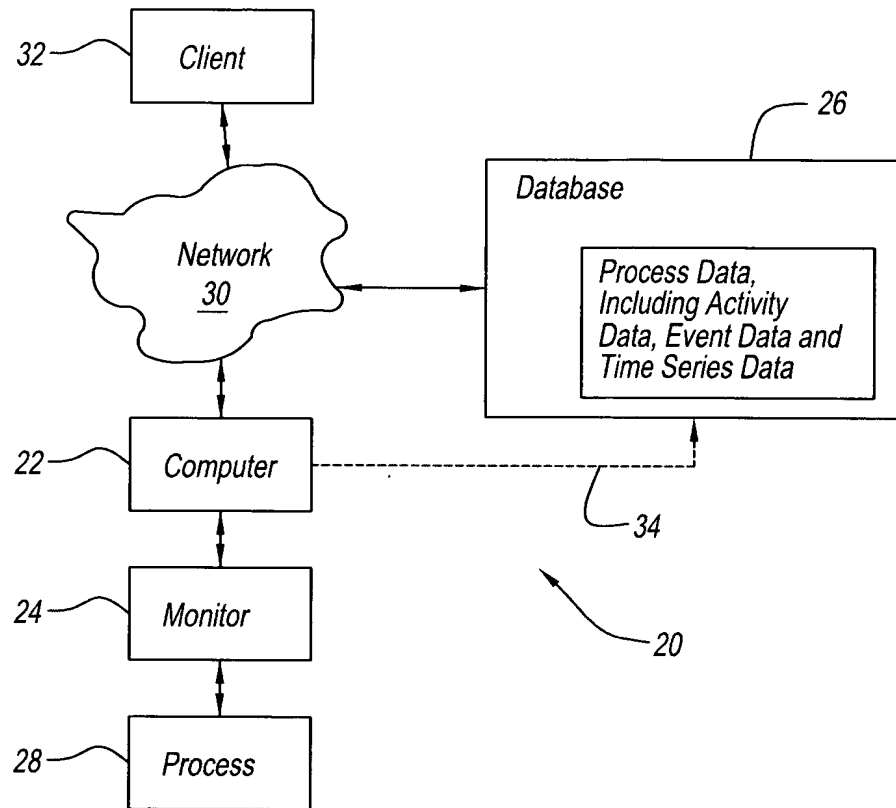 32
Client
26
Database
Network
30
Process Data,
Including Activity
Data, Event Data and
Time Series Data
22
Computer
34
24
Monitor
20
28
Process